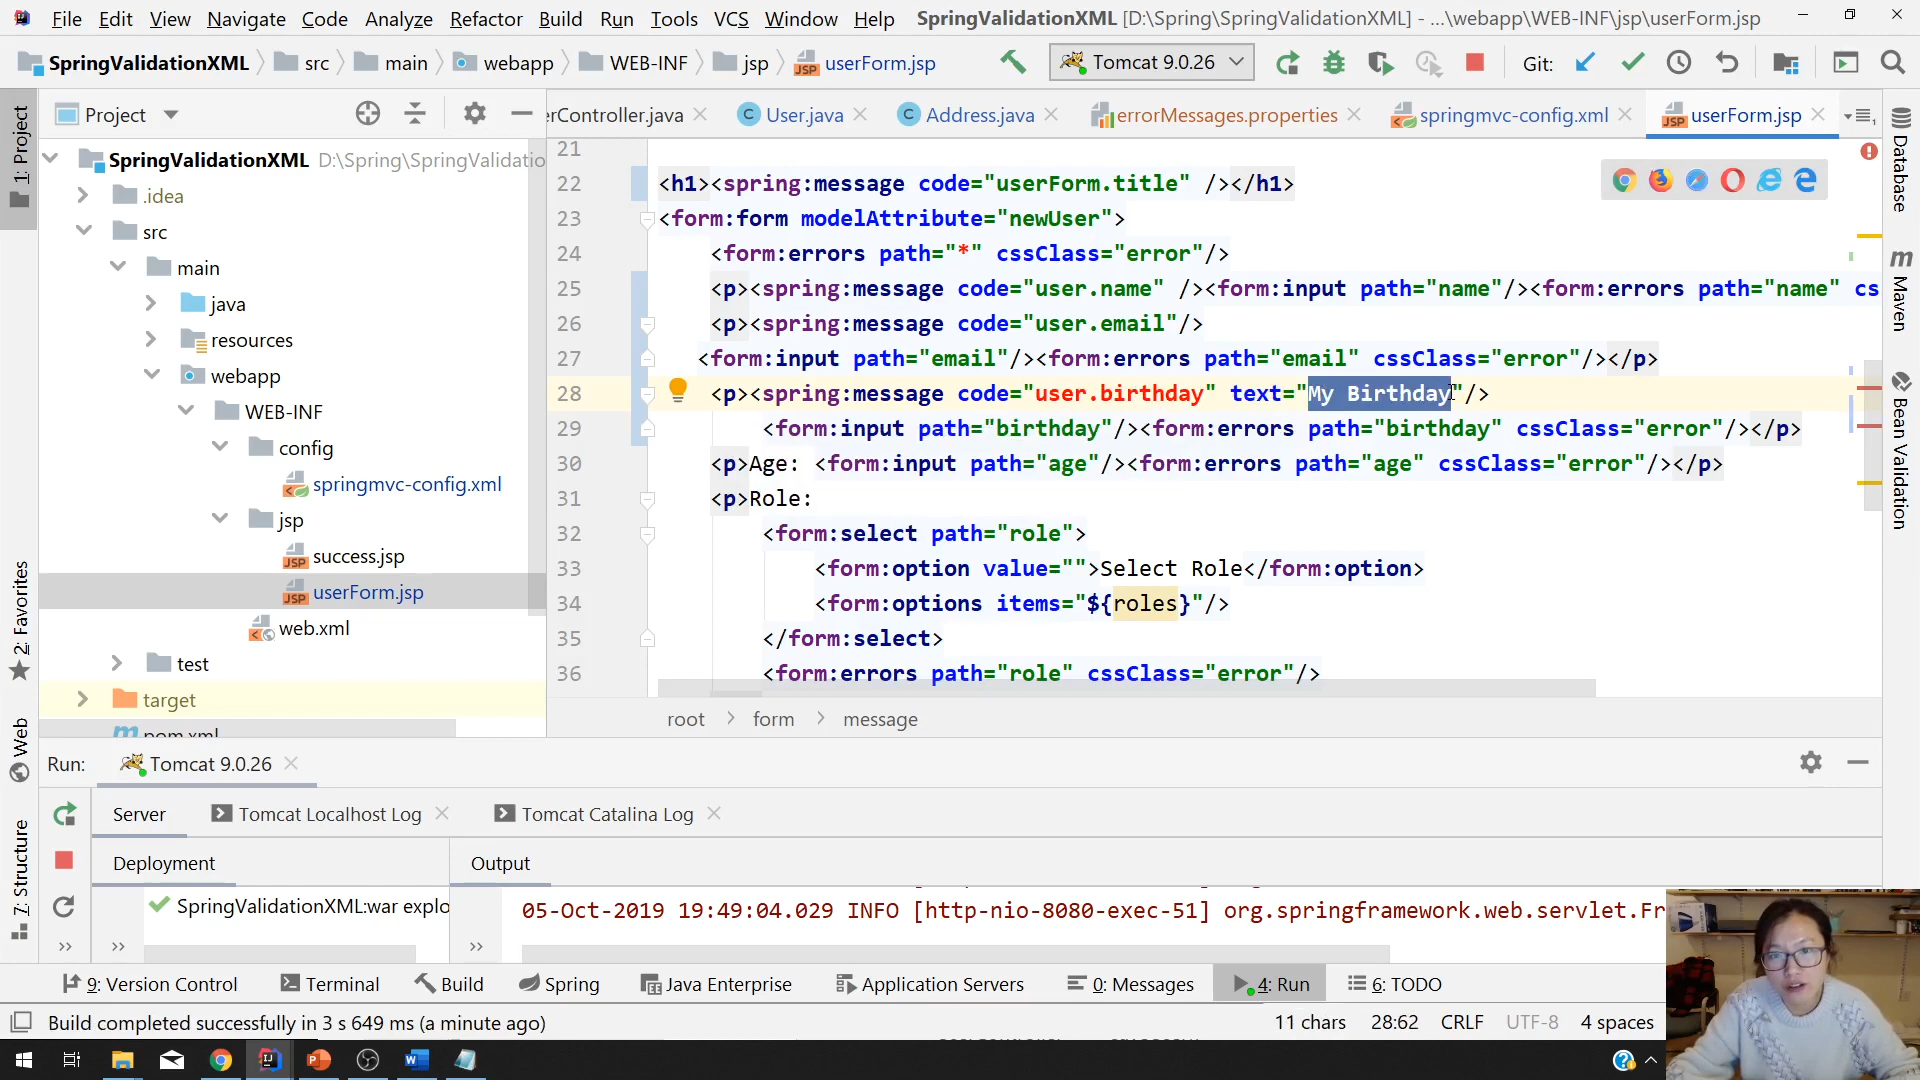 File Edit View Navigate Code Analyze Refactor Build Run Tools VCS Window Help SpringValidationXML [D:\Spring\SpringValidationXML] - ...\webapp\WEB-INF\jsp\userForm.jsp
SpringValidationXML src main webapp WEB-INF jsp userForm.jsp Tomcat 9.0.26 Git:
Project erController.java User.java Address.java errorMessages.properties springmvc-config.xml userForm.jsp
1: Project
2: Favorites
Web
7: Structure
Database
Maven
Bean Validation
SpringValidationXML D:\Spring\SpringValidatio
.idea
src
main
java
resources
webapp
WEB-INF
config
springmvc-config.xml
jsp
success.jsp
userForm.jsp
web.xml
test
target
pom.xml
21
22 <h1><spring:message code="userForm.title" /></h1>
23 <form:form modelAttribute="newUser">
24 <form:errors path="*" cssClass="error"/>
25 <p><spring:message code="user.name" /><form:input path="name"/><form:errors path="name" cs
26 <p><spring:message code="user.email"/>
27 <form:input path="email"/><form:errors path="email" cssClass="error"/></p>
28 <p><spring:message code="user.birthday" text="My Birthday"/>
29 <form:input path="birthday"/><form:errors path="birthday" cssClass="error"/></p>
30 <p>Age: <form:input path="age"/><form:errors path="age" cssClass="error"/></p>
31 <p>Role:
32 <form:select path="role">
33 <form:option value="">Select Role</form:option>
34 <form:options items="${roles}"/>
35 </form:select>
36 <form:errors path="role" cssClass="error"/>
root form message
Run: Tomcat 9.0.26
Server Tomcat Localhost Log Tomcat Catalina Log
Deployment Output
SpringValidationXML:war explo
05-Oct-2019 19:49:04.029 INFO [http-nio-8080-exec-51] org.springframework.web.servlet.Fr
9: Version Control Terminal Build Spring Java Enterprise Application Servers 0: Messages 4: Run 6: TODO
Build completed successfully in 3 s 649 ms (a minute ago) 11 chars 28:62 CRLF UTF-8 4 spaces